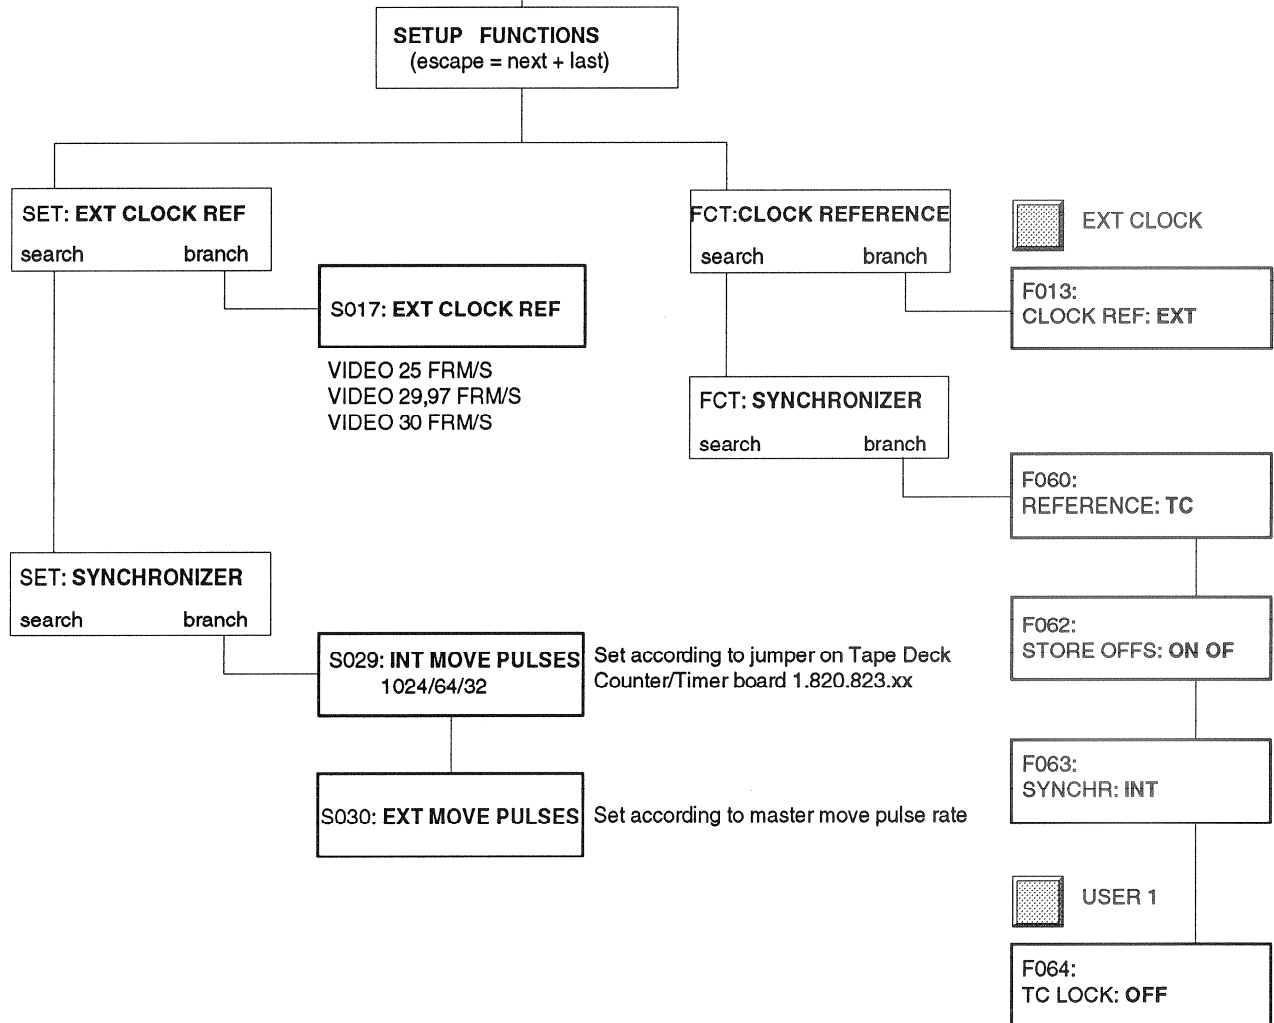 SETUP FUNCTIONS
(escape = next + last)
SET: EXT CLOCK REF
search branch
S017: EXT CLOCK REF
VIDEO 25 FRM/S
VIDEO 29,97 FRM/S
VIDEO 30 FRM/S
SET: SYNCHRONIZER
search branch
S029: INT MOVE PULSES
1024/64/32
Set according to jumper on Tape Deck
Counter/Timer board 1.820.823.xx
S030: EXT MOVE PULSES
Set according to master move pulse rate
FCT:CLOCK REFERENCE
search branch
EXT CLOCK
F013:
CLOCK REF: EXT
FCT: SYNCHRONIZER
search branch
F060:
REFERENCE: TC
F062:
STORE OFFS: ON OF
F063:
SYNCHR: INT
USER 1
F064:
TC LOCK: OFF